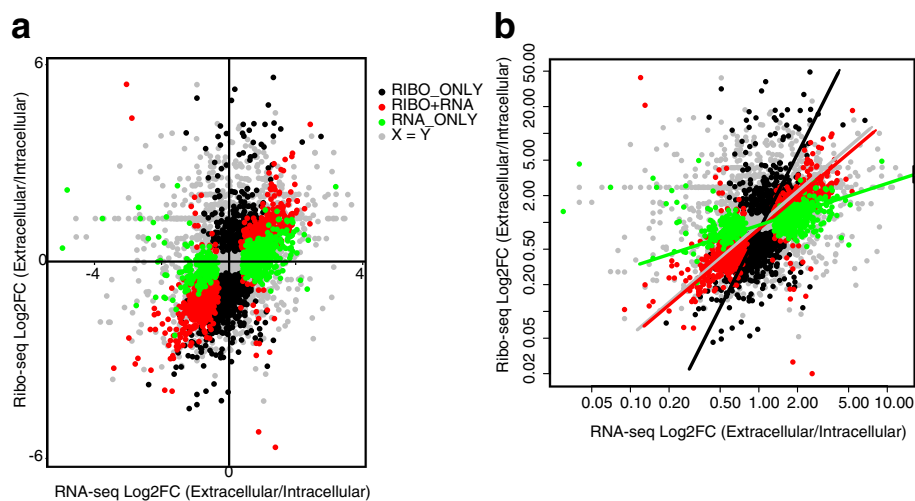 a
b
6
0
-6
-4
0
4
Ribo-seq Log2FC (Extracellular/Intracellular)
RNA-seq Log2FC (Extracellular/Intracellular)
RIBO_ONLY
RIBO+RNA
RNA_ONLY
X = Y
50.00
20.00
5.00
2.00
0.50
0.20
0.05
0.02
Ribo-seq Log2FC (Extracellular/Intracellular)
0.05 0.10 0.20 0.50 1.00 2.00 5.00 10.00
RNA-seq Log2FC (Extracellular/Intracellular)